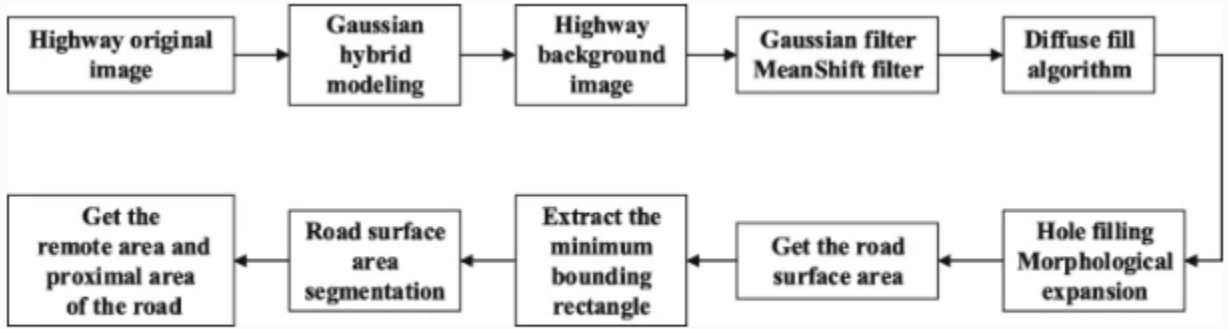 Highway original
image
Gaussian
hybrid
modeling
Highway
background
image
Gaussian filter
MeanShift filter
Diffuse fill
algorithm
Hole filling
Morphological
expansion
Get the road
surface area
Extract the
minimum
bounding
rectangle
Road surface
area
segmentation
Get the
remote area and
proximal area
of the road